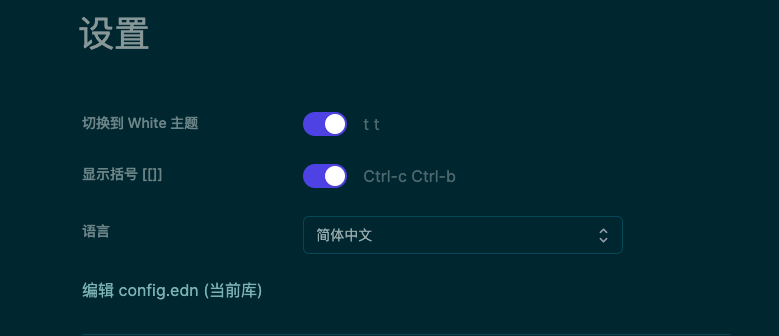 设置
切换到 White 主题 t t
显示括号 [[]] Ctrl-c Ctrl-b
语言 简体中文
编辑 config.edn (当前库)